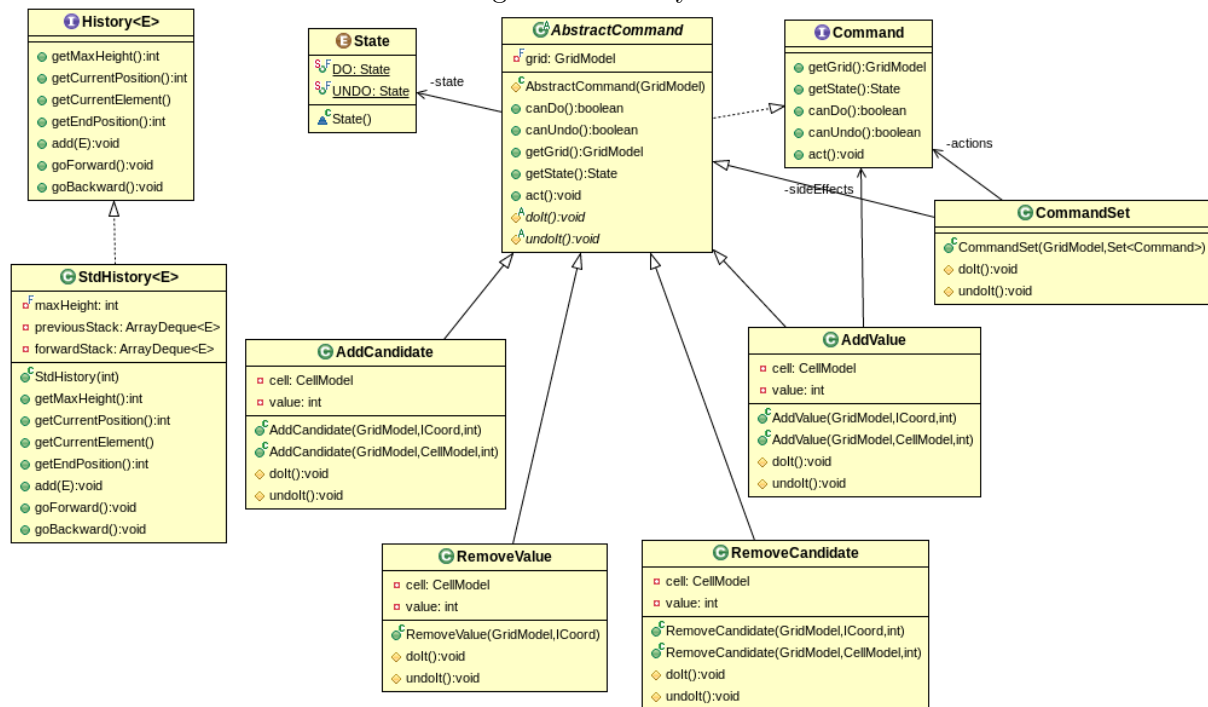 History<E>
getMaxHeight():int
getCurrentPosition():int
getCurrentElement()
getEndPosition():int
add(E):void
goForward():void
goBackward():void
StdHistory<E>
maxHeight: int
previousStack: ArrayDeque<E>
forwardStack: ArrayDeque<E>
StdHistory(int)
getMaxHeight():int
getCurrentPosition():int
getCurrentElement()
getEndPosition():int
add(E):void
goForward():void
goBackward():void
State
DO: State
UNDO: State
State()
-state
AbstractCommand
grid: GridModel
AbstractCommand(GridModel)
canDo():boolean
canUndo():boolean
getGrid():GridModel
getState():State
act():void
doIt():void
undoIt():void
Command
getGrid():GridModel
getState():State
canDo():boolean
canUndo():boolean
act():void
-actions
-sideEffects
CommandSet
CommandSet(GridModel,Set<Command>)
doIt():void
undoIt():void
AddCandidate
cell: CellModel
value: int
AddCandidate(GridModel,ICoord,int)
AddCandidate(GridModel,CellModel,int)
doIt():void
undoIt():void
AddValue
cell: CellModel
value: int
AddValue(GridModel,ICoord,int)
AddValue(GridModel,CellModel,int)
doIt():void
undoIt():void
RemoveValue
cell: CellModel
value: int
RemoveValue(GridModel,ICoord)
doIt():void
undoIt():void
RemoveCandidate
cell: CellModel
value: int
RemoveCandidate(GridModel,ICoord,int)
RemoveCandidate(GridModel,CellModel,int)
doIt():void
undoIt():void